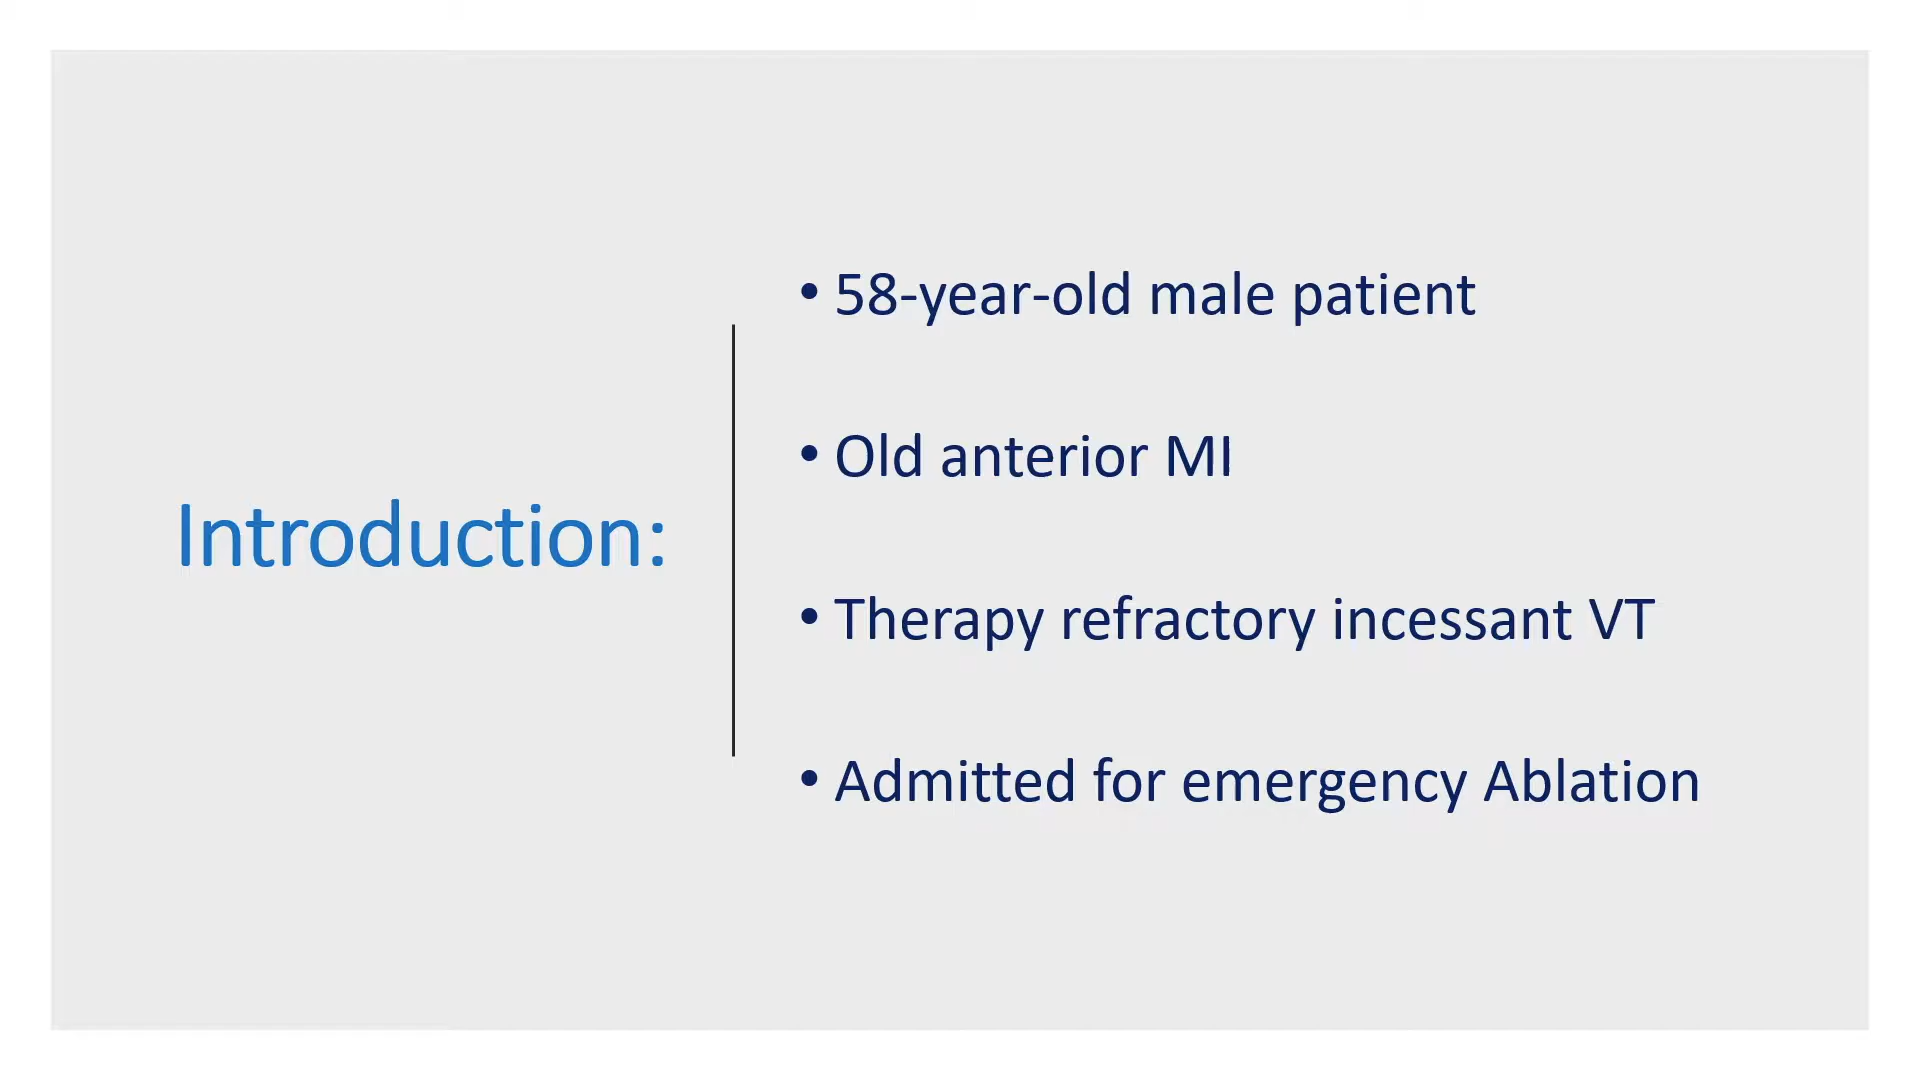 Introduction:
• 58-year-old male patient
• Old anterior MI
• Therapy refractory incessant VT
• Admitted for emergency Ablation